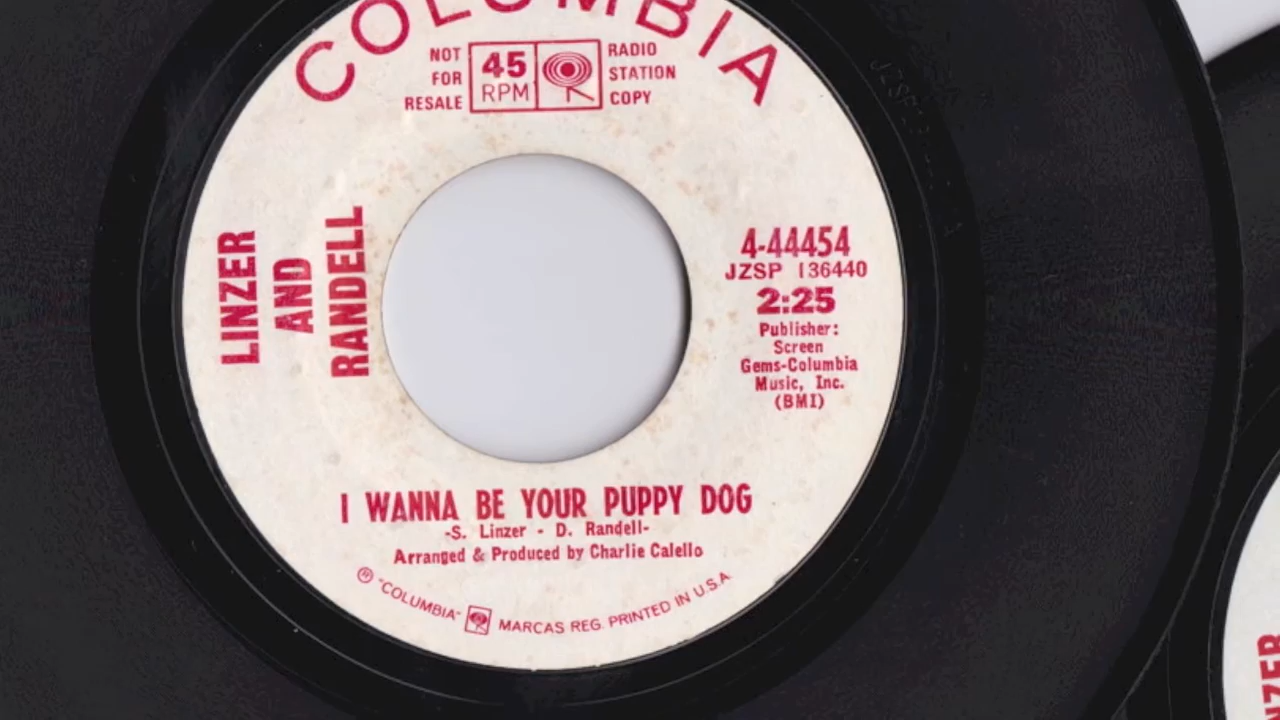 COLUMBIA
NOT
FOR
RESALE
45
RPM
RADIO
STATION
COPY
LINZER
AND
RANDELL
4-44454
JZSP 136440
2:25
Publisher:
Screen
Gems-Columbia
Music, Inc.
(BMI)
I WANNA BE YOUR PUPPY DOG
-S. Linzer - D. Randell-
Arranged & Produced by Charlie Calello
® "COLUMBIA" MARCAS REG. PRINTED IN U.S.A.